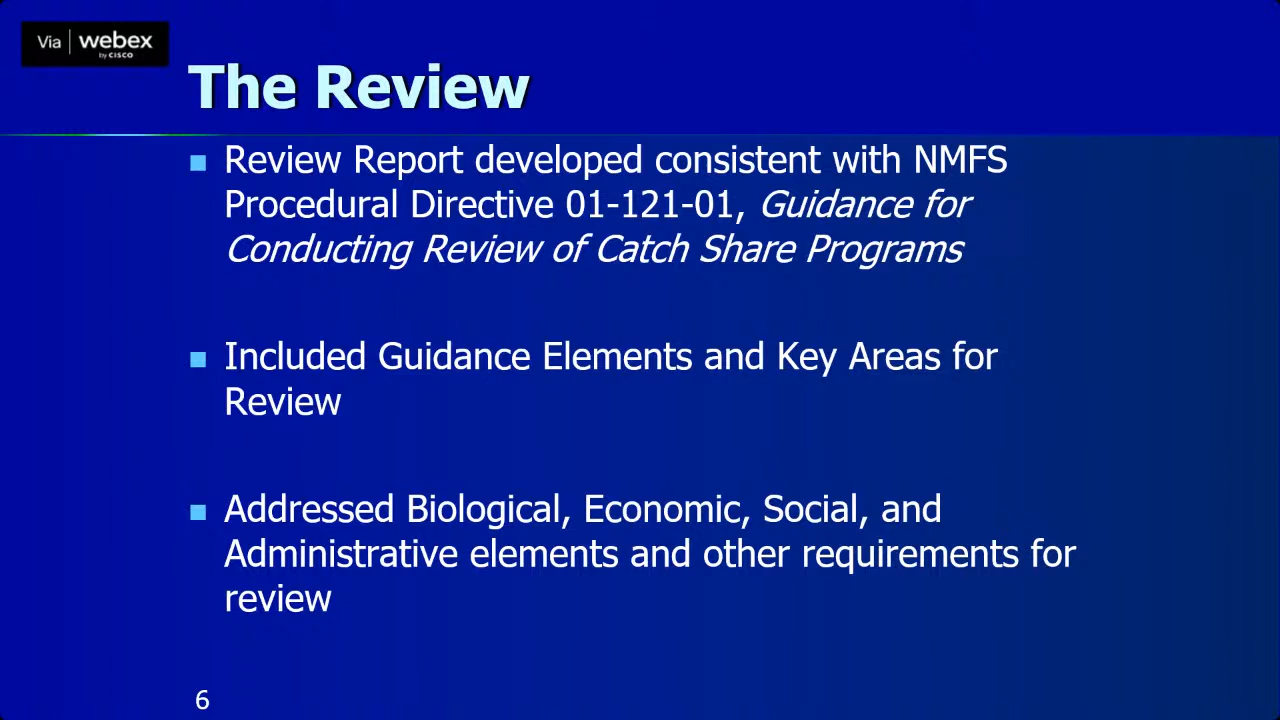 Via | webex
by CISCO
The Review
Review Report developed consistent with NMFS
Procedural Directive 01-121-01, Guidance for
Conducting Review of Catch Share Programs
Included Guidance Elements and Key Areas for
Review
Addressed Biological, Economic, Social, and
Administrative elements and other requirements for
review
6